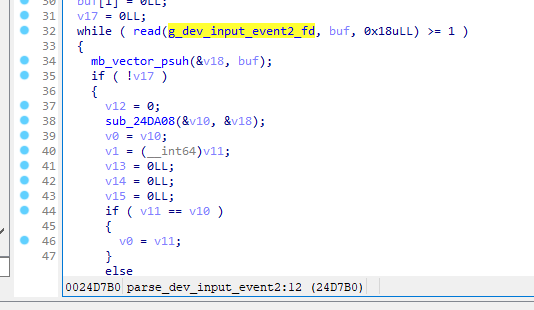 30 buf[1] = 0LL;
31 v17 = 0LL;
32 while ( read(g_dev_input_event2_fd, buf, 0x18uLL) >= 1 )
33 {
34 mb_vector_psuh(&v18, buf);
35 if ( !v17 )
36 {
37 v12 = 0;
38 sub_24DA08(&v10, &v18);
39 v0 = v10;
40 v1 = (__int64)v11;
41 v13 = 0LL;
42 v14 = 0LL;
43 v15 = 0LL;
44 if ( v11 == v10 )
45 {
46 v0 = v11;
47 }
else
0024D7B0 parse_dev_input_event2:12 (24D7B0)